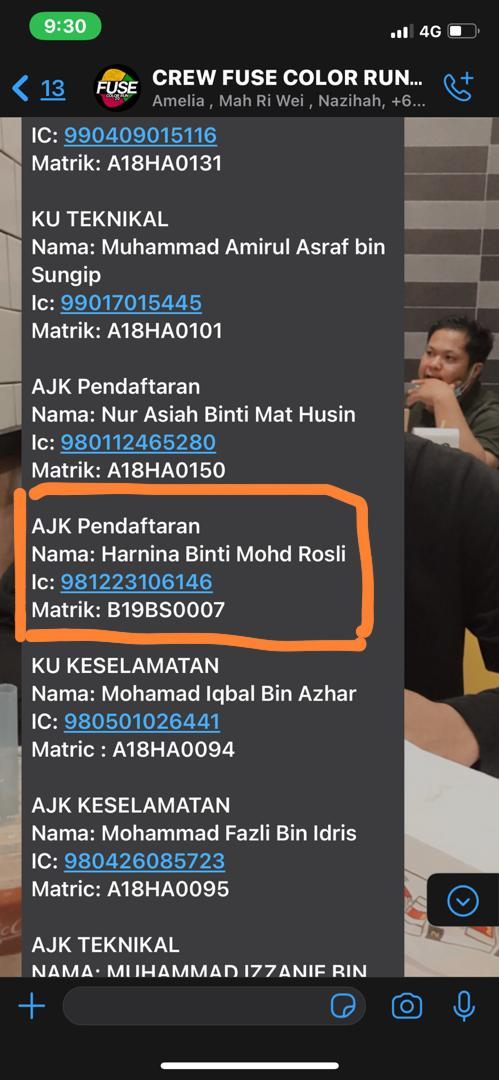 9:30
4G
13
FUSE
CREW FUSE COLOR RUN...
Amelia , Mah Ri Wei , Nazihah, +6...
IC: 990409015116
Matrik: A18HA0131
KU TEKNIKAL
Nama: Muhammad Amirul Asraf bin
Sungip
Ic: 99017015445
Matrik: A18HA0101
AJK Pendaftaran
Nama: Nur Asiah Binti Mat Husin
Ic: 980112465280
Matrik: A18HA0150
AJK Pendaftaran
Nama: Harnina Binti Mohd Rosli
Ic: 981223106146
Matrik: B19BS0007
KU KESELAMATAN
Nama: Mohamad Iqbal Bin Azhar
IC: 980501026441
Matric : A18HA0094
AJK KESELAMATAN
Nama: Mohammad Fazli Bin Idris
IC: 980426085723
Matric: A18HA0095
AJK TEKNIKAL
NAMA: MUHAMMAD IZZANIE BIN